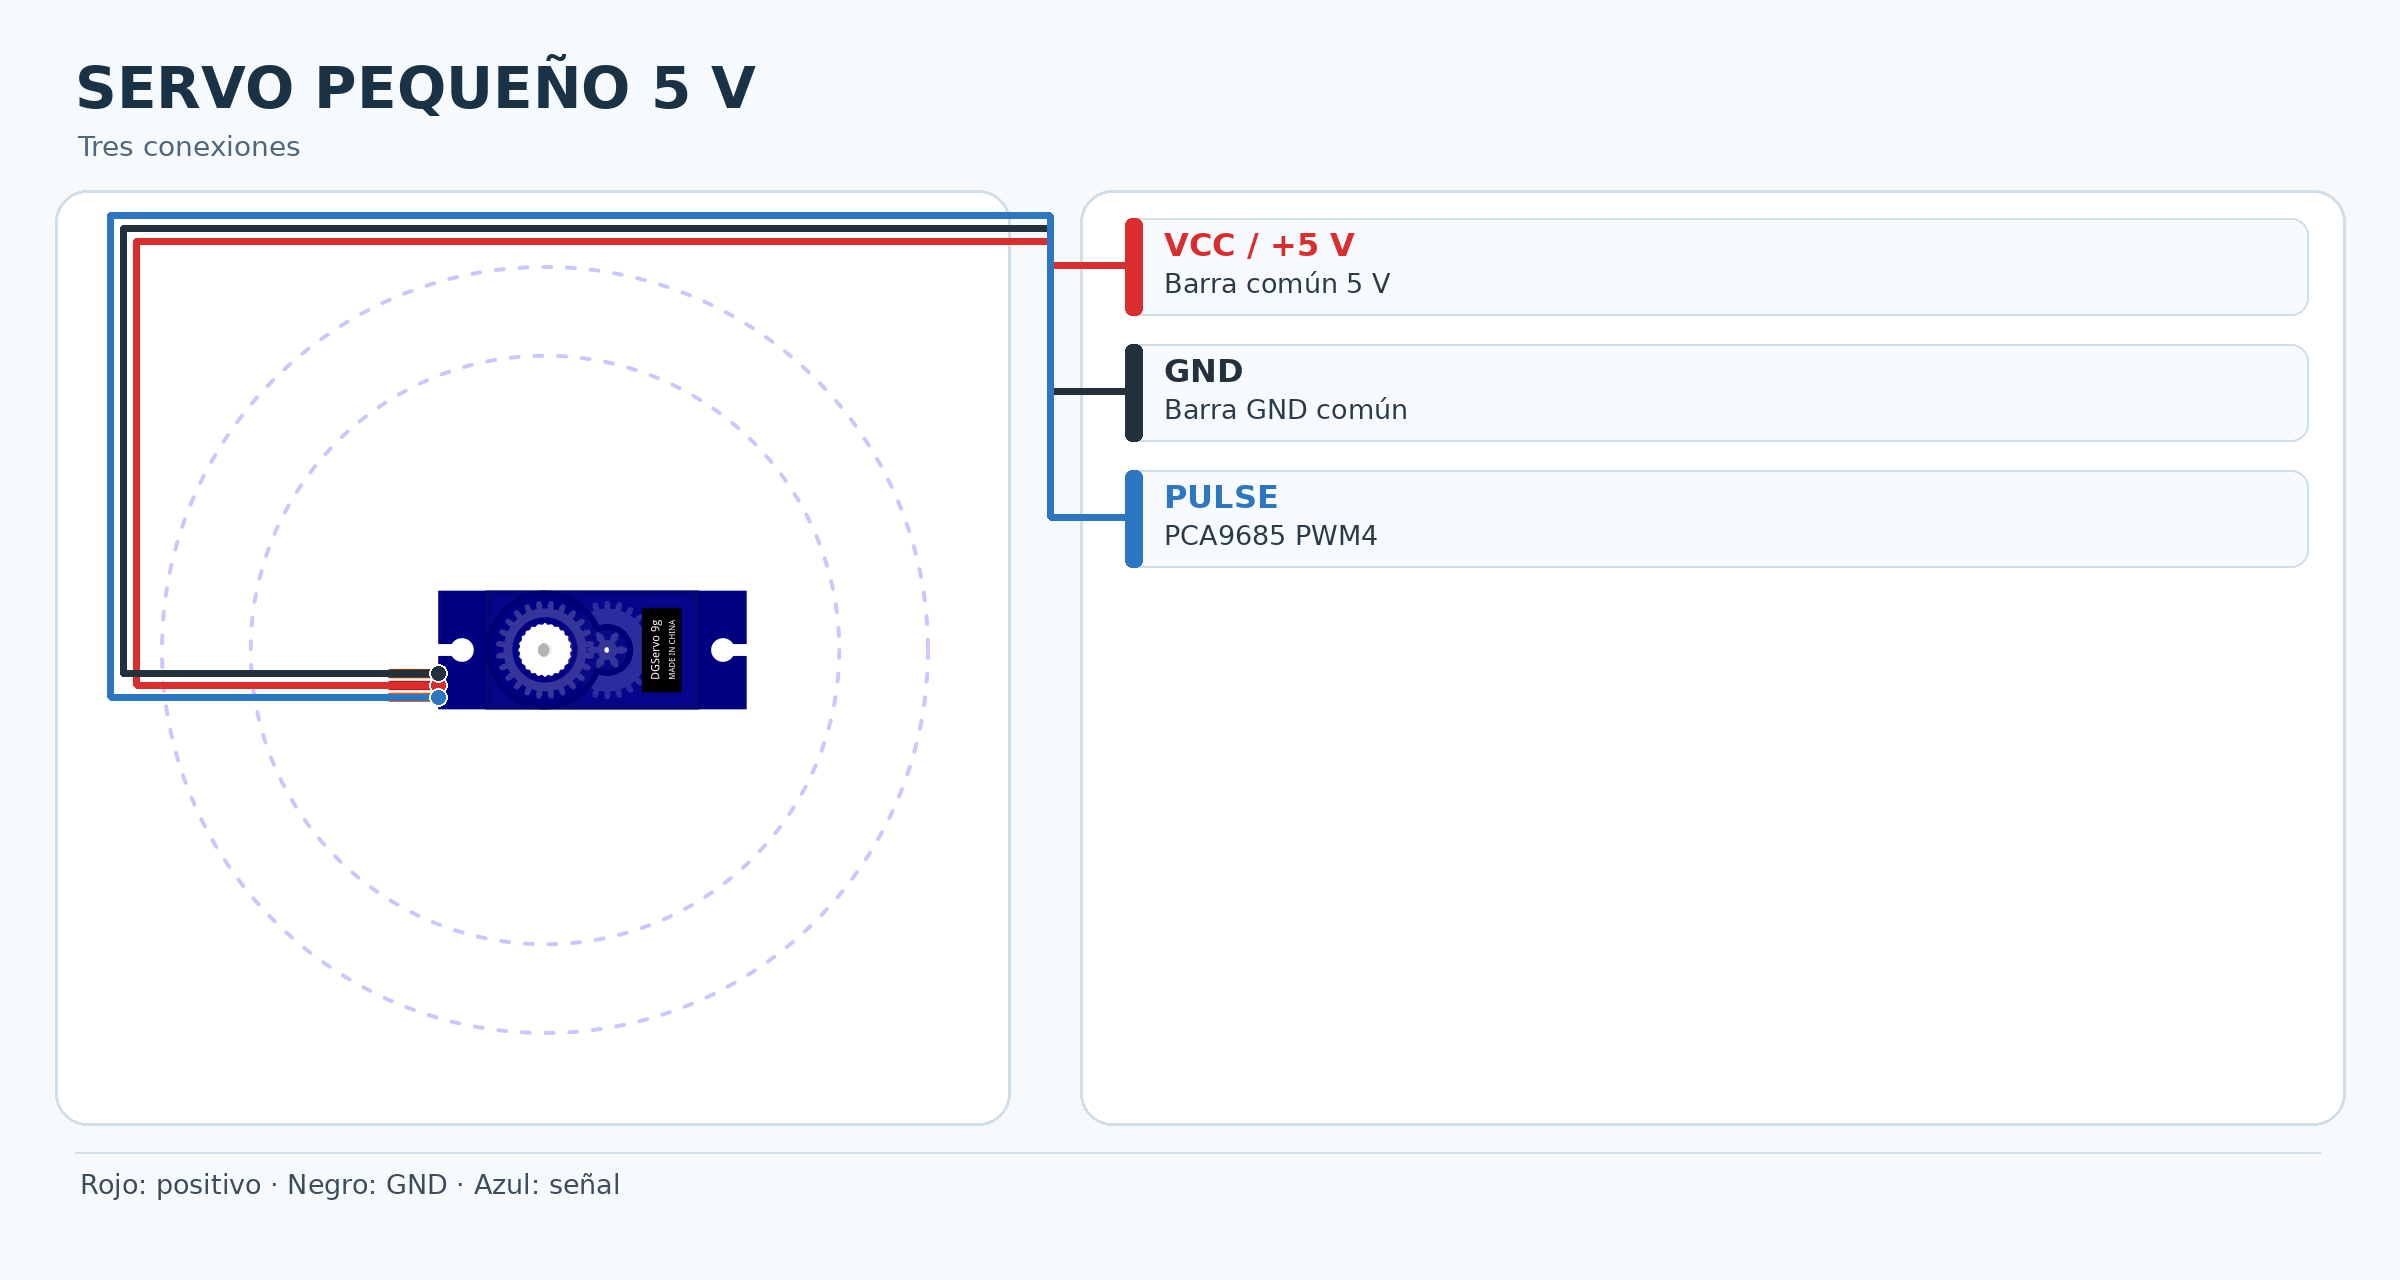 SERVO PEQUEÑO 5 V
Tres conexiones
VCC / +5 V
Barra común 5 V
GND
Barra GND común
PULSE
PCA9685 PWM4
DGServo 9g
MADE IN CHINA
Rojo: positivo · Negro: GND · Azul: señal